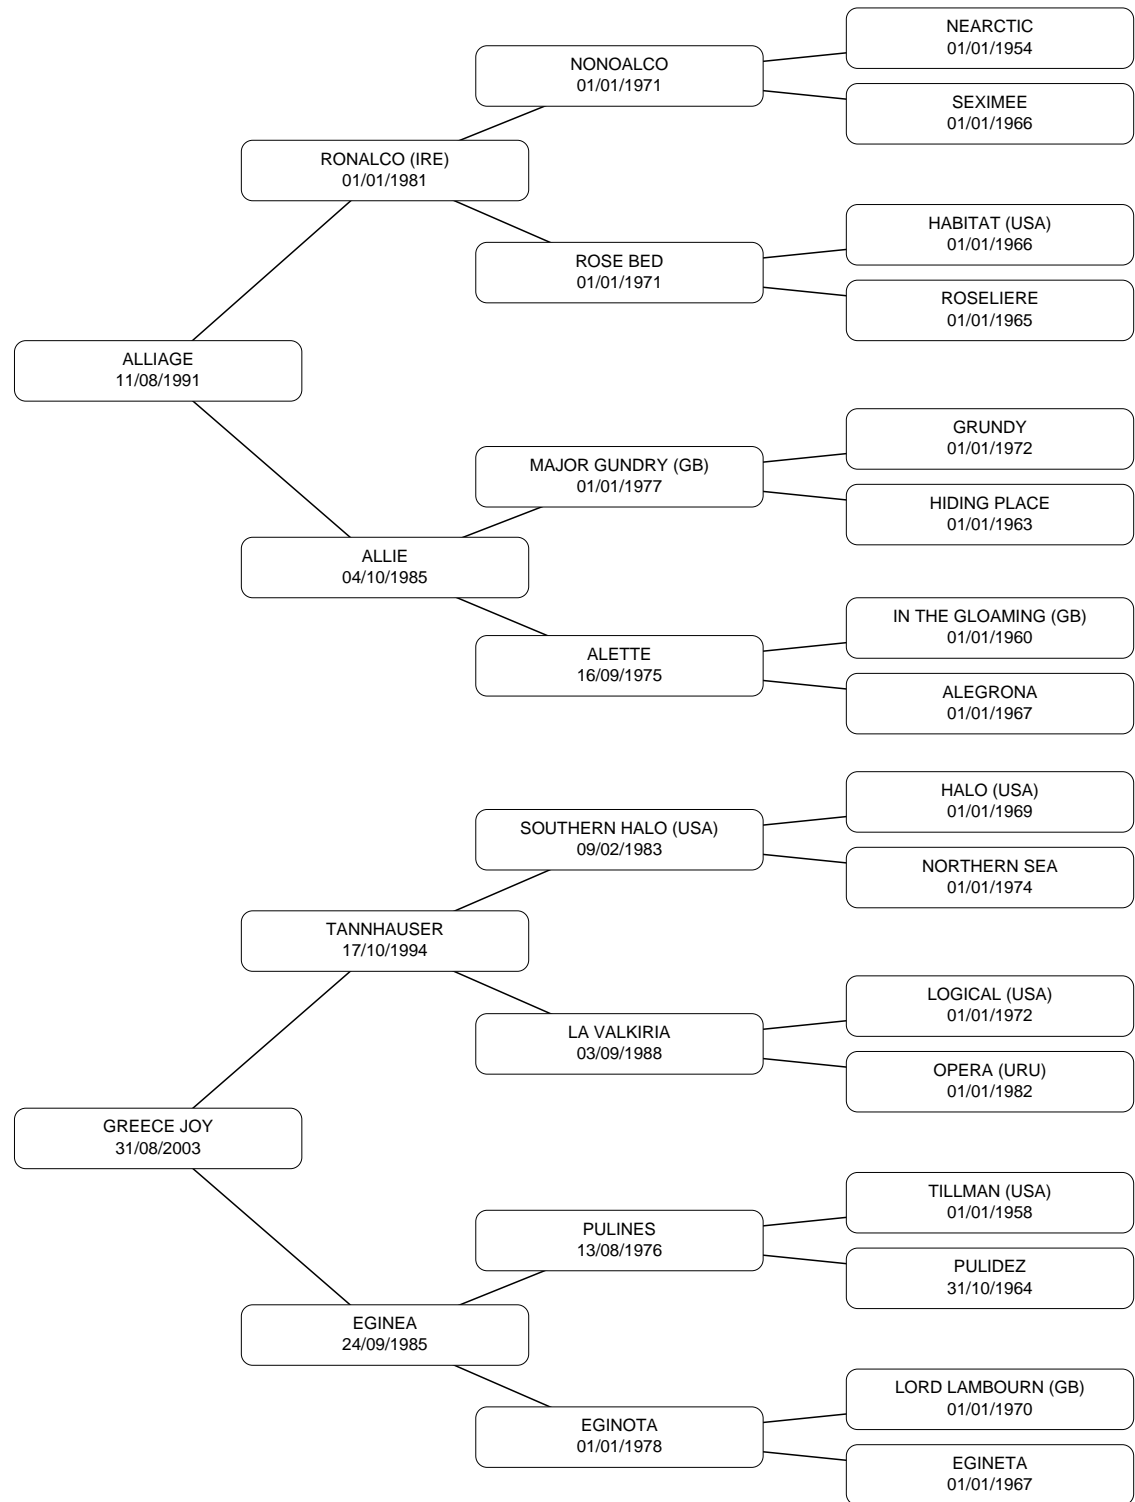 NEARCTIC
01/01/1954
NONOALCO
01/01/1971
SEXIMEE
01/01/1966
RONALCO (IRE)
01/01/1981
HABITAT (USA)
01/01/1966
ROSE BED
01/01/1971
ROSELIERE
01/01/1965
ALLIAGE
11/08/1991
GRUNDY
01/01/1972
MAJOR GUNDRY (GB)
01/01/1977
HIDING PLACE
01/01/1963
ALLIE
04/10/1985
IN THE GLOAMING (GB)
01/01/1960
ALETTE
16/09/1975
ALEGRONA
01/01/1967
HALO (USA)
01/01/1969
SOUTHERN HALO (USA)
09/02/1983
NORTHERN SEA
01/01/1974
TANNHAUSER
17/10/1994
LOGICAL (USA)
01/01/1972
LA VALKIRIA
03/09/1988
OPERA (URU)
01/01/1982
GREECE JOY
31/08/2003
TILLMAN (USA)
01/01/1958
PULINES
13/08/1976
PULIDEZ
31/10/1964
EGINEA
24/09/1985
LORD LAMBOURN (GB)
01/01/1970
EGINOTA
01/01/1978
EGINETA
01/01/1967